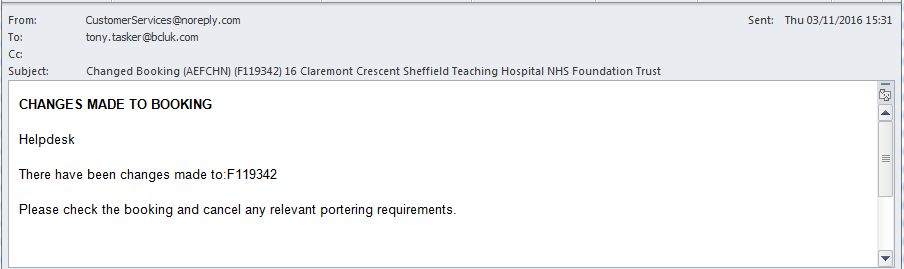 From: CustomerServices@noreply.com Sent: Thu 03/11/2016 15:31
To: tony.tasker@bcluk.com
Cc:
Subject: Changed Booking (AEFCHN) (F119342) 16 Claremont Crescent Sheffield Teaching Hospital NHS Foundation Trust
CHANGES MADE TO BOOKING
Helpdesk
There have been changes made to:F119342
Please check the booking and cancel any relevant portering requirements.